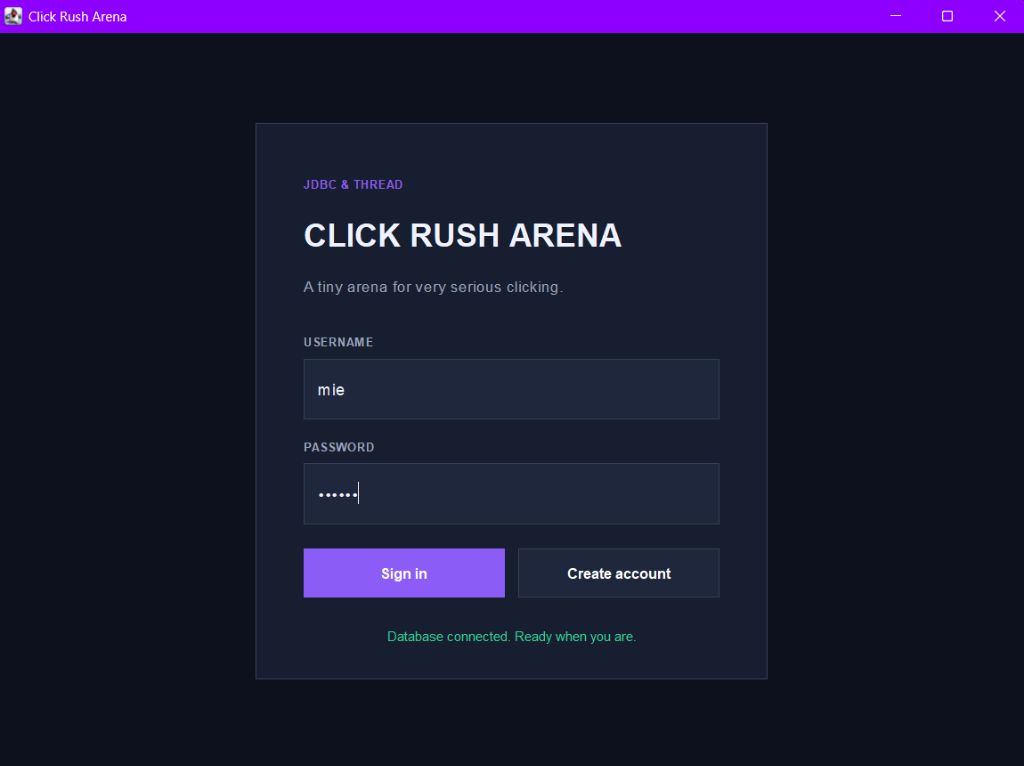 Click Rush Arena
JDBC & THREAD
CLICK RUSH ARENA
A tiny arena for very serious clicking.
USERNAME
mie
PASSWORD
••••••
Sign in
Create account
Database connected. Ready when you are.